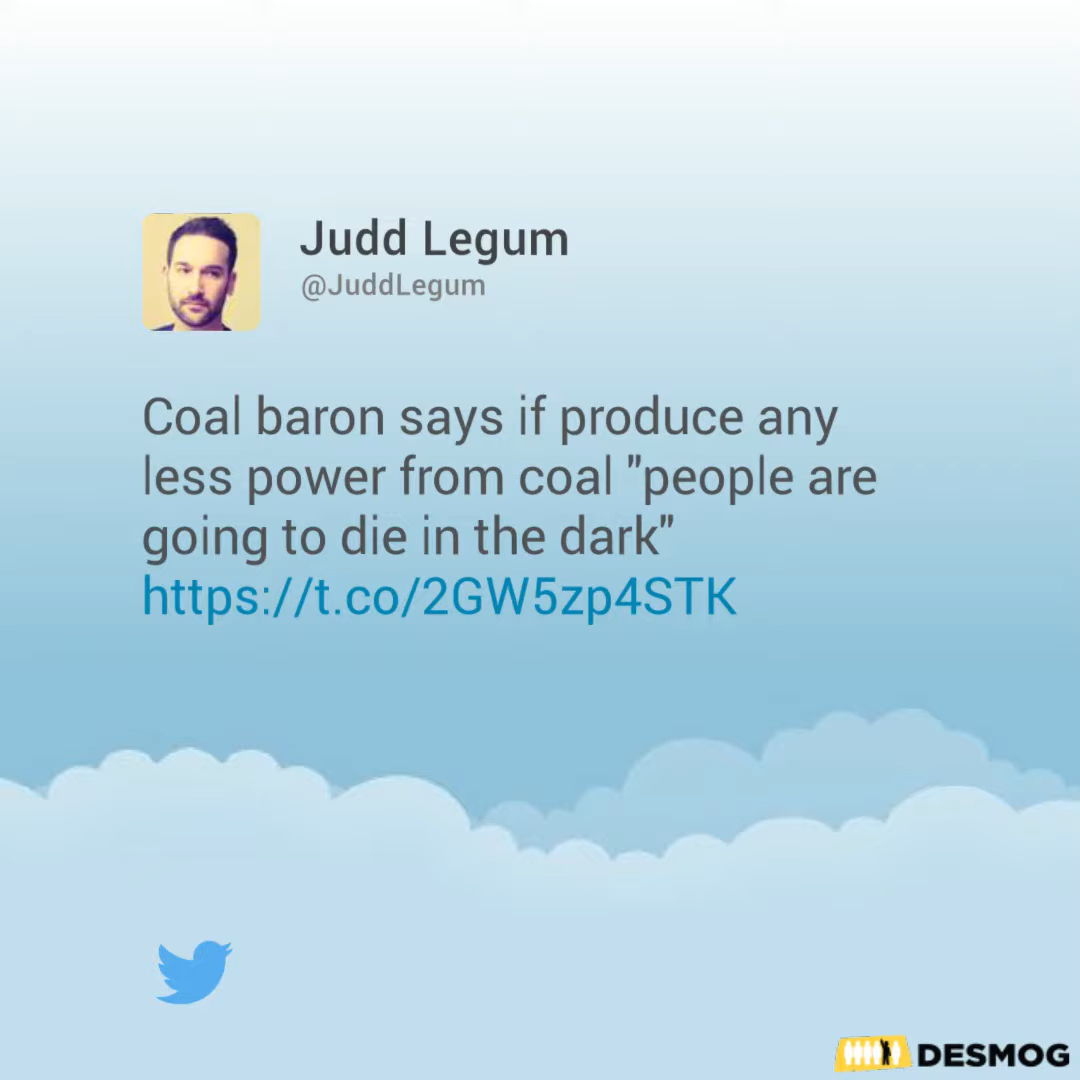 Judd Legum
@JuddLegum
Coal baron says if produce any
less power from coal "people are
going to die in the dark"
https://t.co/2GW5zp4STK
DESMOG